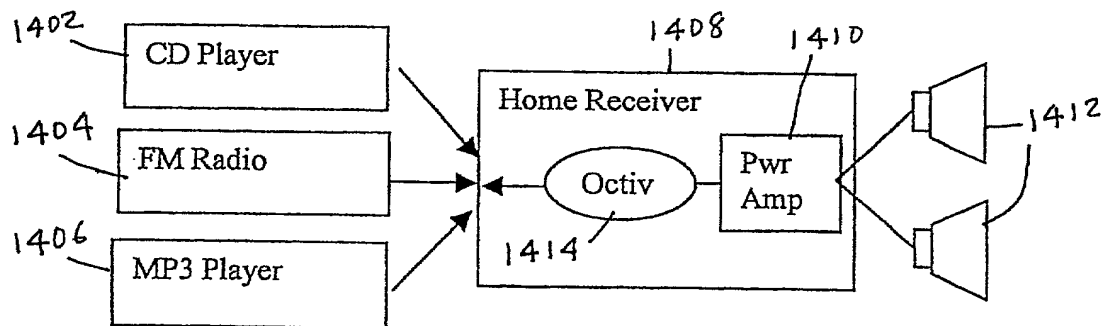 1402
CD Player
1404
FM Radio
1406
MP3 Player
1408
Home Receiver
1410
Pwr
Amp
Octiv
1414
1412